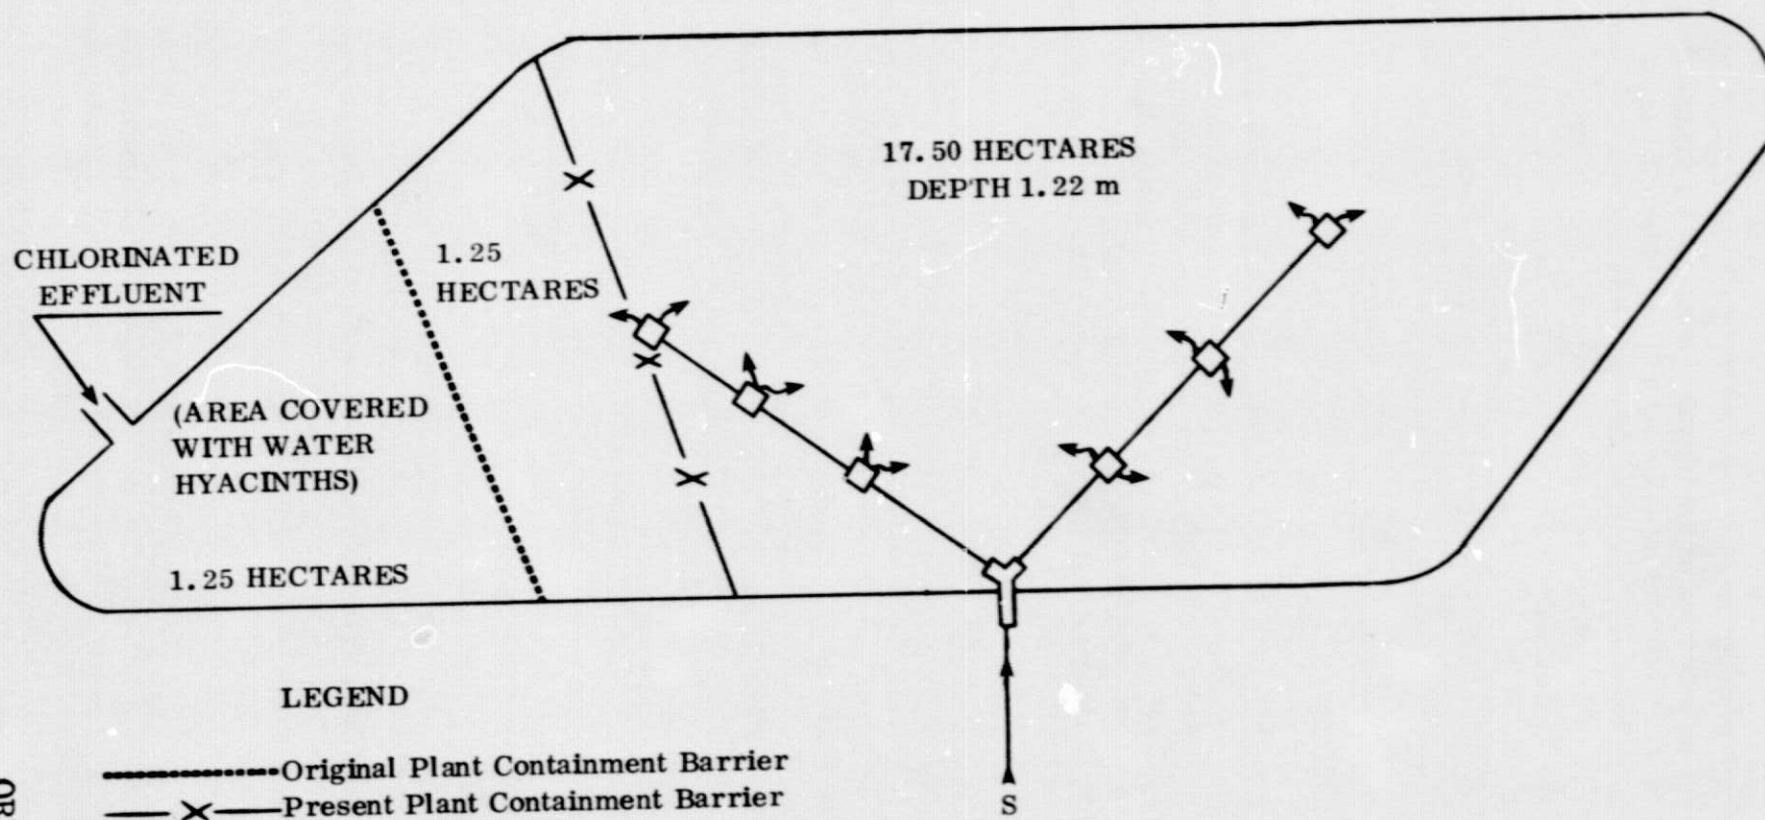 17.50 HECTARES
DEPTH 1.22 m
CHLORINATED
EFFLUENT
1.25
HECTARES
(AREA COVERED
WITH WATER
HYACINTHS)
1.25 HECTARES
LEGEND
Original Plant Containment Barrier
Present Plant Containment Barrier
S